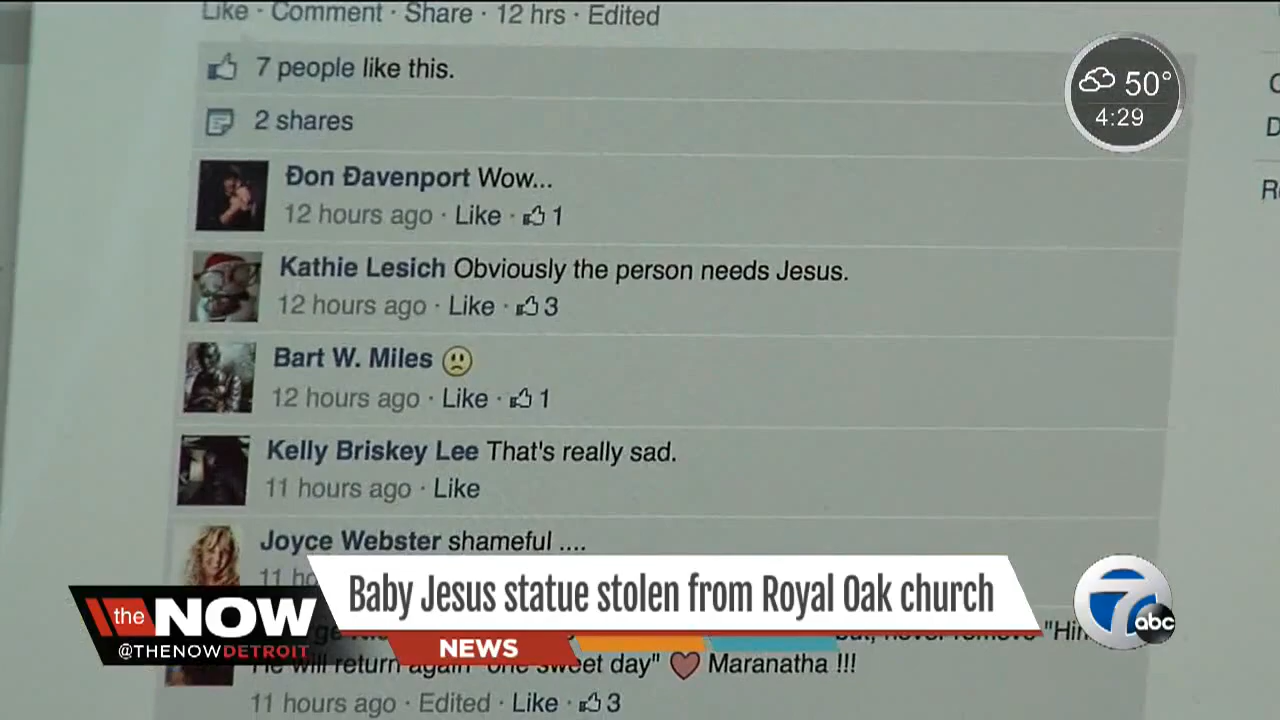 Like · Comment · Share · 12 hrs · Edited
7 people like this.
50°
4:29
2 shares
Đon Đavenport Wow...
12 hours ago · Like · 1
Kathie Lesich Obviously the person needs Jesus.
12 hours ago · Like · 3
Bart W. Miles
12 hours ago · Like · 1
Kelly Briskey Lee That's really sad.
11 hours ago · Like
Joyce Webster shameful ....
11
Baby Jesus statue stolen from Royal Oak church
the NOW
@THENOWDETROIT
NEWS
7 abc
never remove "Him
He will return again "one sweet day" ❤ Maranatha !!!
11 hours ago · Edited · Like · 3